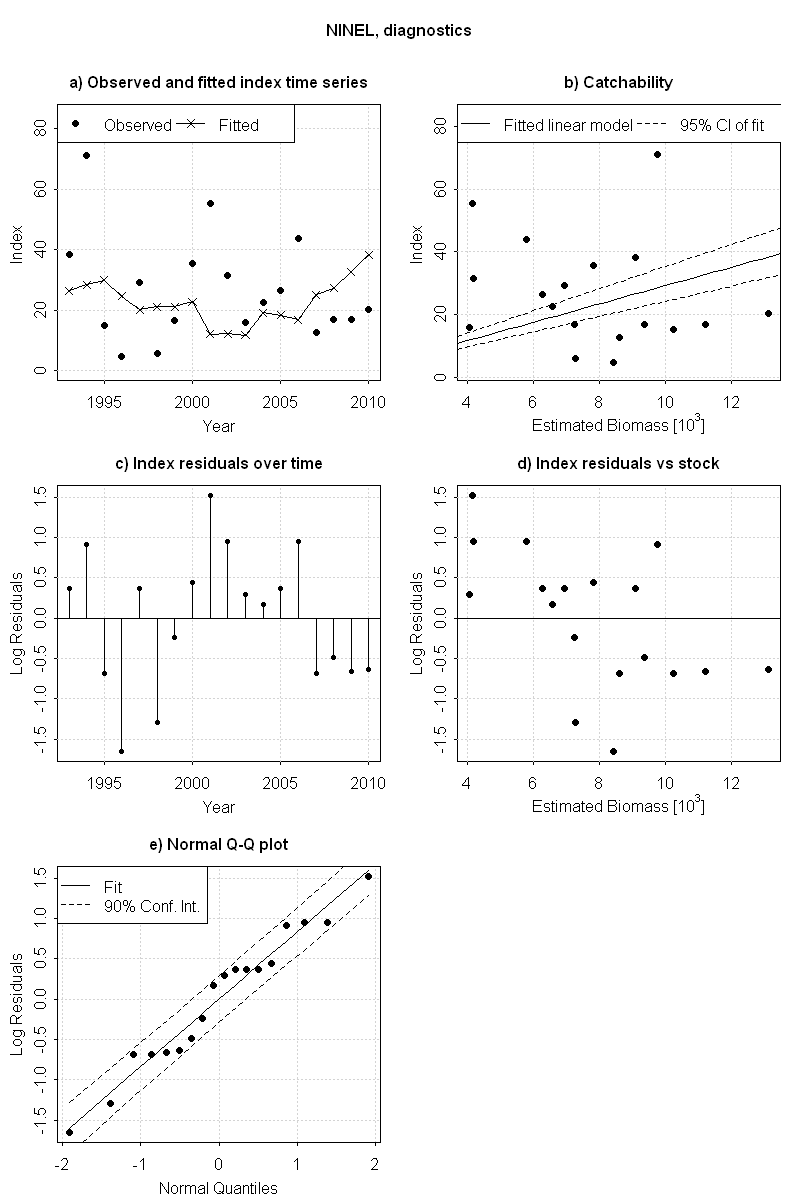 NINEL, diagnostics
a) Observed and fitted index time series
Observed Fitted
80
60
40
20
0
Index
1995 2000 2005 2010
Year
b) Catchability
Fitted linear model 95% CI of fit
80
60
40
20
0
Index
4 6 8 10 12
Estimated Biomass [10³]
c) Index residuals over time
1.5
1.0
0.5
0.0
-0.5
-1.0
-1.5
Log Residuals
1995 2000 2005 2010
Year
d) Index residuals vs stock
1.5
1.0
0.5
0.0
-0.5
-1.0
-1.5
Log Residuals
4 6 8 10 12
Estimated Biomass [10³]
e) Normal Q-Q plot
Fit
90% Conf. Int.
1.5
1.0
0.5
0.0
-0.5
-1.0
-1.5
Log Residuals
-2 -1 0 1 2
Normal Quantiles